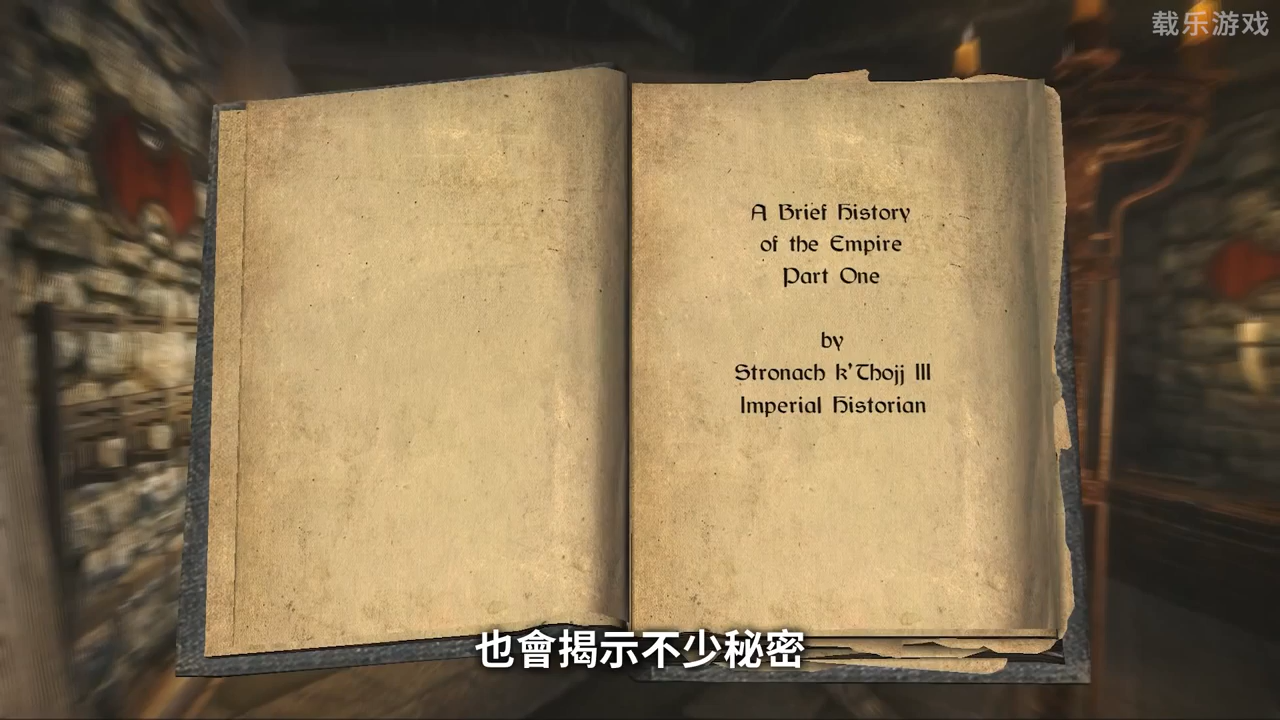 载乐游戏
A Brief History
of the Empire
Part One
by
Stronach k'Thojj III
Imperial Historian
也會揭示不少秘密